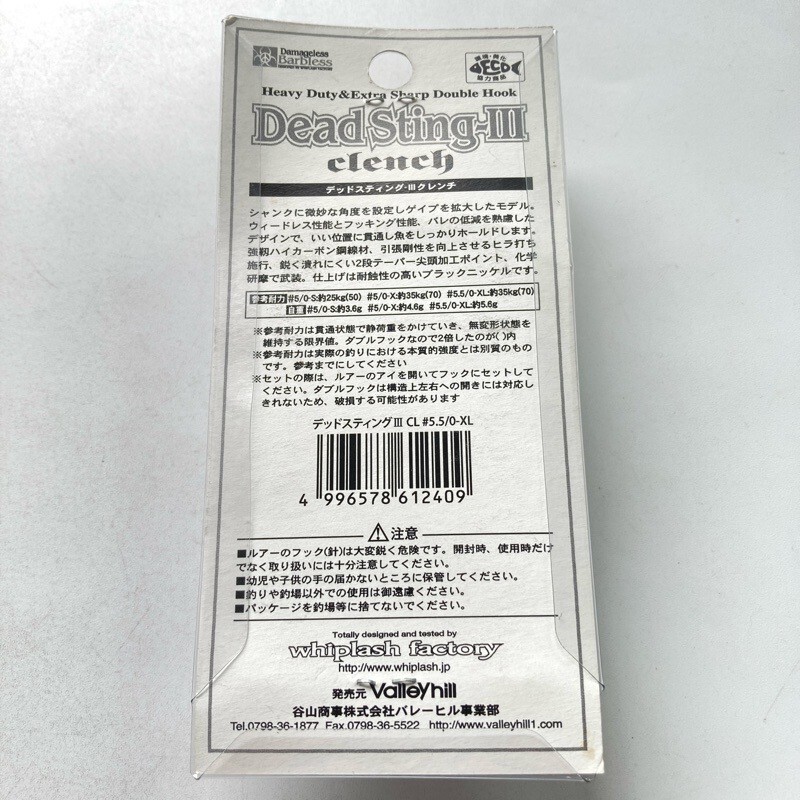 Damageless
Barbless
環境・進化
ECO
協力商品
Heavy Duty&Extra Sharp Double Hook
Dead Sting-III
clench
デッドスティング-IIIクレンチ
シャンクに微妙な角度を設定しゲイプを拡大したモデル。
ウィードレス性能とフッキング性能、バレの低減を熟慮した
デザインで、いい位置に貫通し魚をしっかりホールドします。
強靭ハイカーボン鋼線材、引張剛性を向上させるヒラ打ち
施行、鋭く潰れにくい2段テーパー尖頭加工ポイント、化学
研摩で武装。仕上げは耐蝕性の高いブラックニッケルです。
参考耐力 #5/0-S:約25kg(50) #5/0-X:約35kg(70) #5.5/0-XL:約35kg(70)
自重 #5/0-S:約3.6g #5/0-X:約4.6g #5.5/0-XL:約5.6g
※参考耐力は貫通状態で静荷重をかけていき、無変形状態を
維持する限界値。ダブルフックなので2倍したのが( )内
※参考耐力は実際の釣りにおける本質的強度とは別質のもの
です。参考までにしてください
※セットの際は、ルアーのアイを開いてフックにセットして
ください。ダブルフックは構造上左右への開きには対応し
きれないため、破損する可能性があります
デッドスティングIII CL #5.5/0-XL
4 996578 612409
注意
■ルアーのフック(針)は大変鋭く危険です。開封時、使用時だけ
でなく取り扱いには十分注意してください。
■幼児や子供の手の届かないところに保管してください。
■釣りや釣場以外での使用は御遠慮ください。
■パッケージを釣場等に捨てないでください。
Totally designed and tested by
whiplash factory
http://www.whiplash.jp
発売元 Valleyhill
谷山商事株式会社バレーヒル事業部
Tel.0798-36-1877 Fax.0798-36-5522 http://www.valleyhill1.com